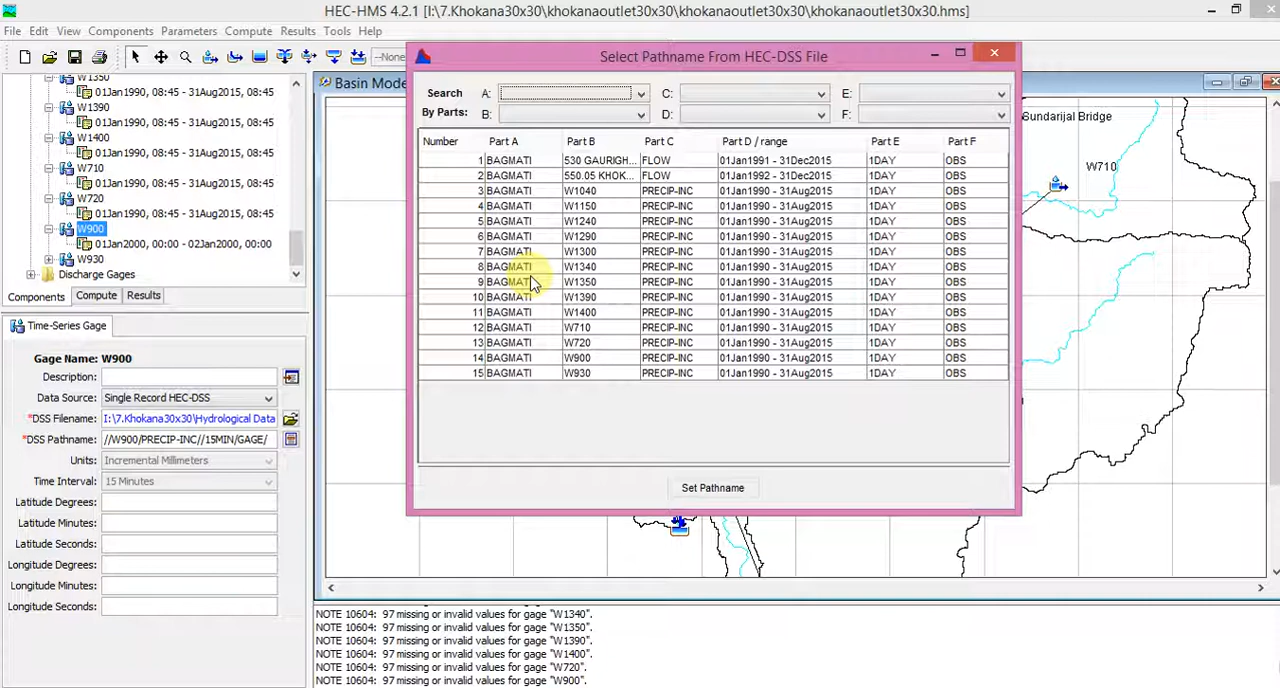 HEC-HMS 4.2.1 [I:\7.Khokana30x30\khokanaoutlet30x30\khokanaoutlet30x30\khokanaoutlet30x30.hms]
File Edit View Components Parameters Compute Results Tools Help
--None
W1350
01Jan1990, 08:45 - 31Aug2015, 08:45
W1390
01Jan1990, 08:45 - 31Aug2015, 08:45
W1400
01Jan1990, 08:45 - 31Aug2015, 08:45
W710
01Jan1990, 08:45 - 31Aug2015, 08:45
W720
01Jan1990, 08:45 - 31Aug2015, 08:45
W900
01Jan2000, 00:00 - 02Jan2000, 00:00
W930
Discharge Gages
Components Compute Results
Time-Series Gage
Gage Name: W900
Description:
Data Source: Single Record HEC-DSS
*DSS Filename: I:\7.Khokana30x30\Hydrological Data
*DSS Pathname: //W900/PRECIP-INC//15MIN/GAGE/
Units: Incremental Millimeters
Time Interval: 15 Minutes
Latitude Degrees:
Latitude Minutes:
Latitude Seconds:
Longitude Degrees:
Longitude Minutes:
Longitude Seconds:
Basin Mode
Sundarijal Bridge
W710
Select Pathname From HEC-DSS File
Search A: C: E:
By Parts: B: D: F:
Number Part A Part B Part C Part D / range Part E Part F
1 BAGMATI 530 GAURIGH... FLOW 01Jan1991 - 31Dec2015 1DAY OBS
2 BAGMATI 550.05 KHOK... FLOW 01Jan1992 - 31Dec2015 1DAY OBS
3 BAGMATI W1040 PRECIP-INC 01Jan1990 - 31Aug2015 1DAY OBS
4 BAGMATI W1150 PRECIP-INC 01Jan1990 - 31Aug2015 1DAY OBS
5 BAGMATI W1240 PRECIP-INC 01Jan1990 - 31Aug2015 1DAY OBS
6 BAGMATI W1290 PRECIP-INC 01Jan1990 - 31Aug2015 1DAY OBS
7 BAGMATI W1300 PRECIP-INC 01Jan1990 - 31Aug2015 1DAY OBS
8 BAGMATI W1340 PRECIP-INC 01Jan1990 - 31Aug2015 1DAY OBS
9 BAGMATI W1350 PRECIP-INC 01Jan1990 - 31Aug2015 1DAY OBS
10 BAGMATI W1390 PRECIP-INC 01Jan1990 - 31Aug2015 1DAY OBS
11 BAGMATI W1400 PRECIP-INC 01Jan1990 - 31Aug2015 1DAY OBS
12 BAGMATI W710 PRECIP-INC 01Jan1990 - 31Aug2015 1DAY OBS
13 BAGMATI W720 PRECIP-INC 01Jan1990 - 31Aug2015 1DAY OBS
14 BAGMATI W900 PRECIP-INC 01Jan1990 - 31Aug2015 1DAY OBS
15 BAGMATI W930 PRECIP-INC 01Jan1990 - 31Aug2015 1DAY OBS
Set Pathname
NOTE 10604: 97 missing or invalid values for gage "W1340".
NOTE 10604: 97 missing or invalid values for gage "W1350".
NOTE 10604: 97 missing or invalid values for gage "W1390".
NOTE 10604: 97 missing or invalid values for gage "W1400".
NOTE 10604: 97 missing or invalid values for gage "W720".
NOTE 10604: 97 missing or invalid values for gage "W900".